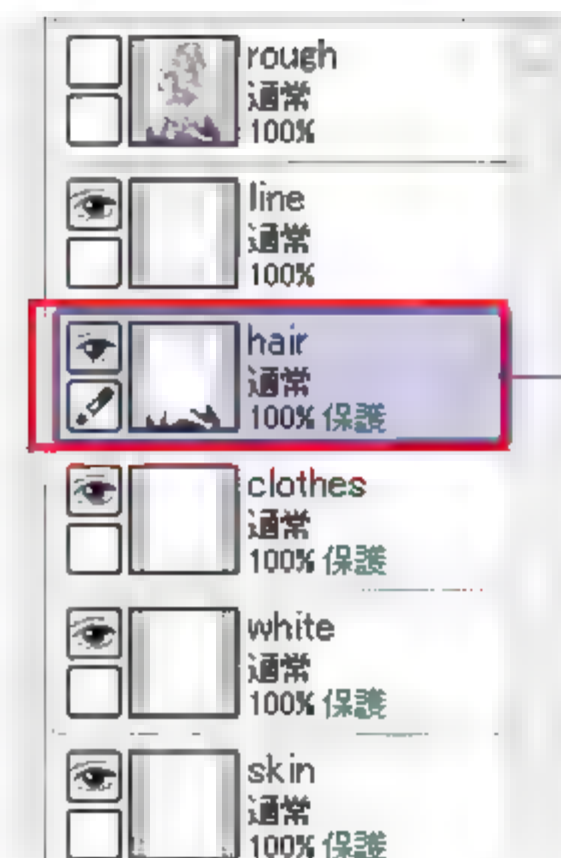 rough
通常
100%
line
通常
100%
hair
通常
100% 保護
clothes
通常
100% 保護
white
通常
100% 保護
skin
通常
100% 保護